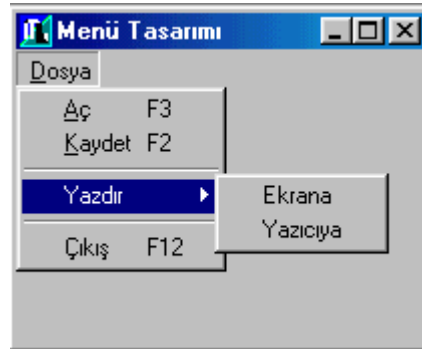 Menü Tasarımı
Dosya
Aç F3
Kaydet F2
Yazdır
Ekrana
Yazıcıya
Çıkış F12